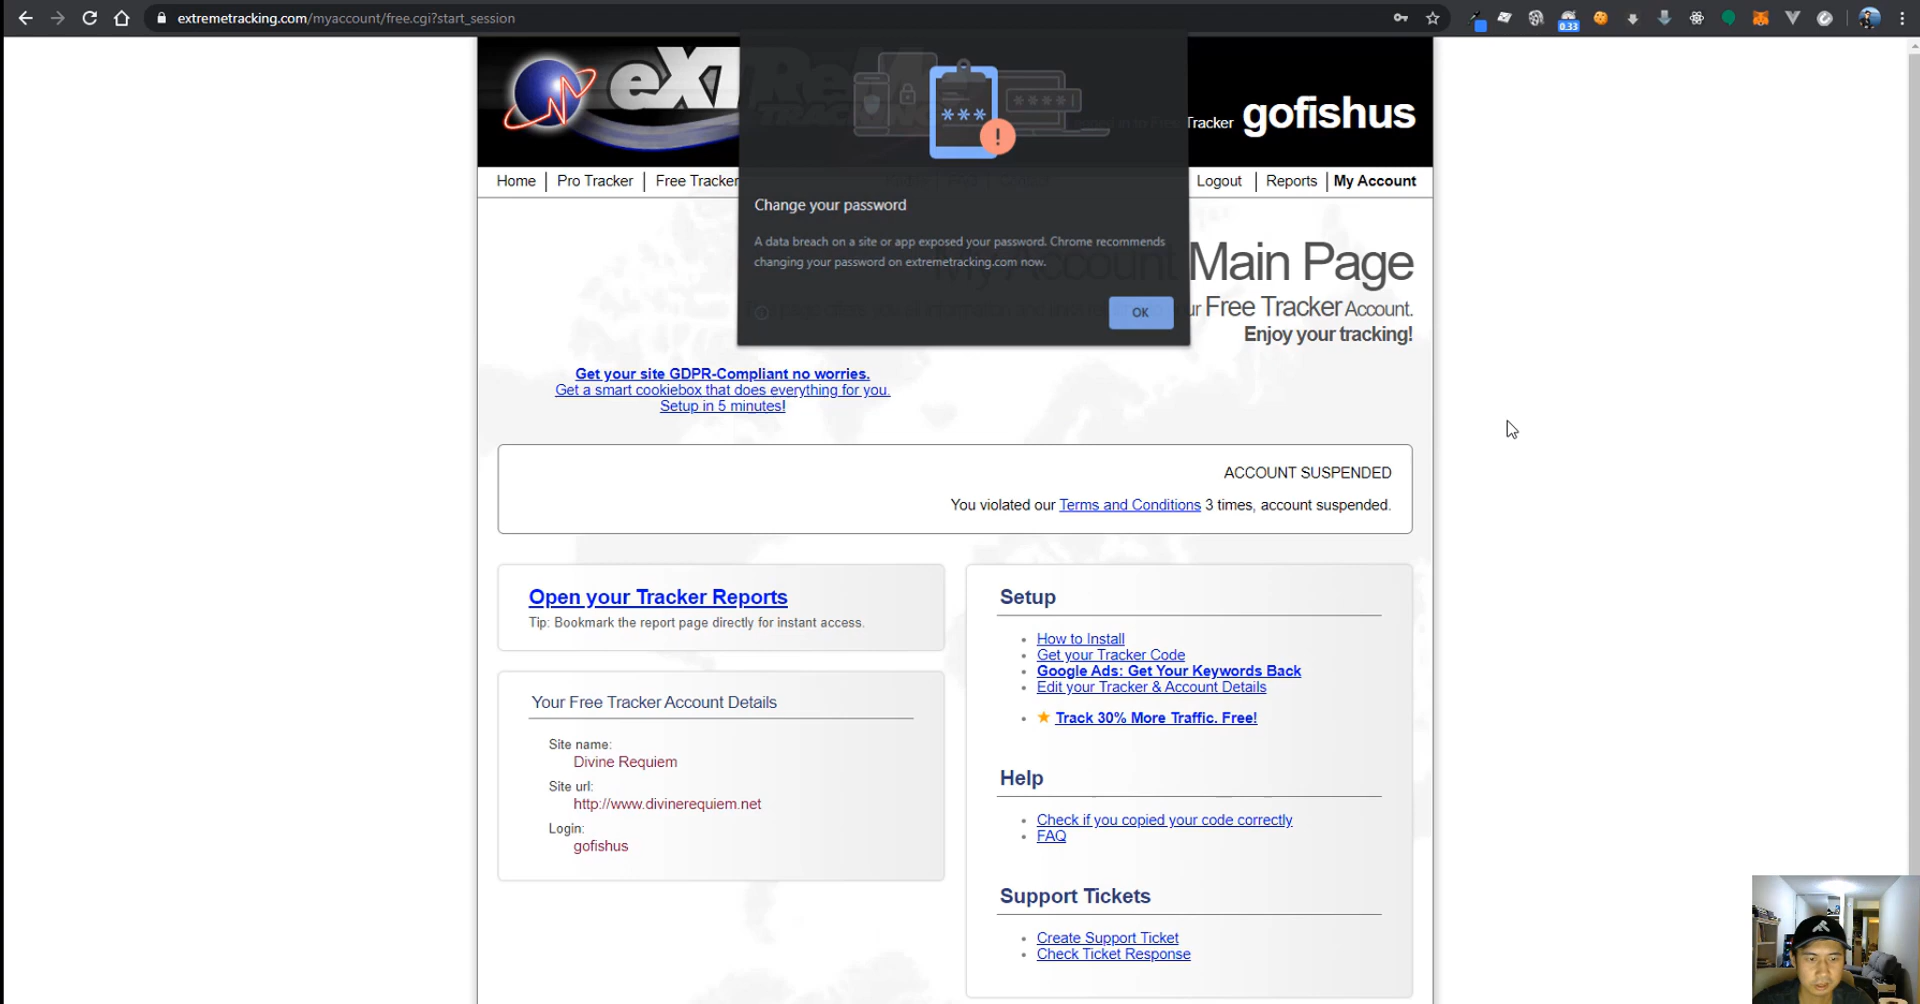 extremetracking.com/myaccount/free.cgi?start_session
0.33
eXTReMe
TRACKING
Tracker gofishus
Home | Pro Tracker | Free Tracker
Logout | Reports | My Account
Change your password
A data breach on a site or app exposed your password. Chrome recommends
changing your password on extremetracking.com now.
OK
My Account Main Page
ur Free Tracker Account.
Enjoy your tracking!
Get your site GDPR-Compliant no worries.
Get a smart cookiebox that does everything for you.
Setup in 5 minutes!
ACCOUNT SUSPENDED
You violated our Terms and Conditions 3 times, account suspended.
Open your Tracker Reports
Tip: Bookmark the report page directly for instant access.
Your Free Tracker Account Details
Site name:
Divine Requiem
Site url:
http://www.divinerequiem.net
Login:
gofishus
Setup
How to Install
Get your Tracker Code
Google Ads: Get Your Keywords Back
Edit your Tracker & Account Details
Track 30% More Traffic. Free!
Help
Check if you copied your code correctly
FAQ
Support Tickets
Create Support Ticket
Check Ticket Response